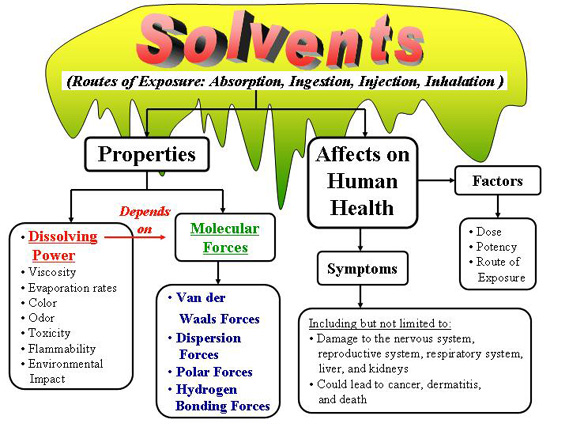 Solvents
(Routes of Exposure: Absorption, Ingestion, Injection, Inhalation )
Properties
Affects on
Human
Health
Factors
• Dose
• Potency
• Route of
Exposure
Depends
on
• Dissolving
Power
• Viscosity
• Evaporation rates
• Color
• Odor
• Toxicity
• Flammability
• Environmental
Impact
Molecular
Forces
• Van der
Waals Forces
• Dispersion
Forces
• Polar Forces
• Hydrogen
Bonding Forces
Symptoms
Including but not limited to:
• Damage to the nervous system,
reproductive system, respiratory system,
liver, and kidneys
• Could lead to cancer, dermatitis,
and death